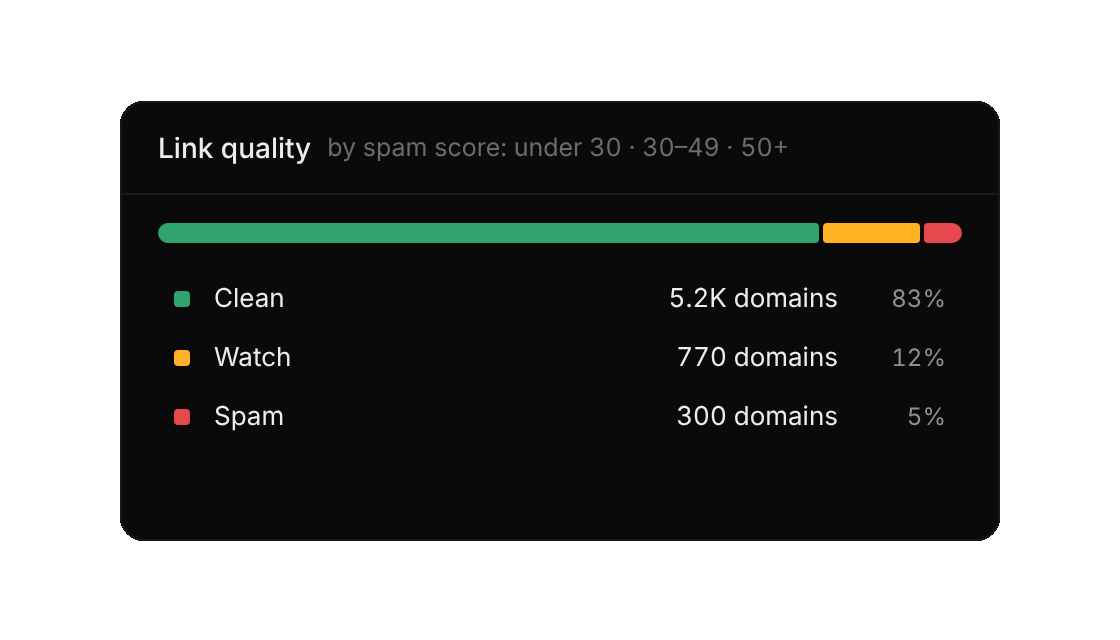 Link quality by spam score: under 30 · 30–49 · 50+
Clean 5.2K domains 83%
Watch 770 domains 12%
Spam 300 domains 5%